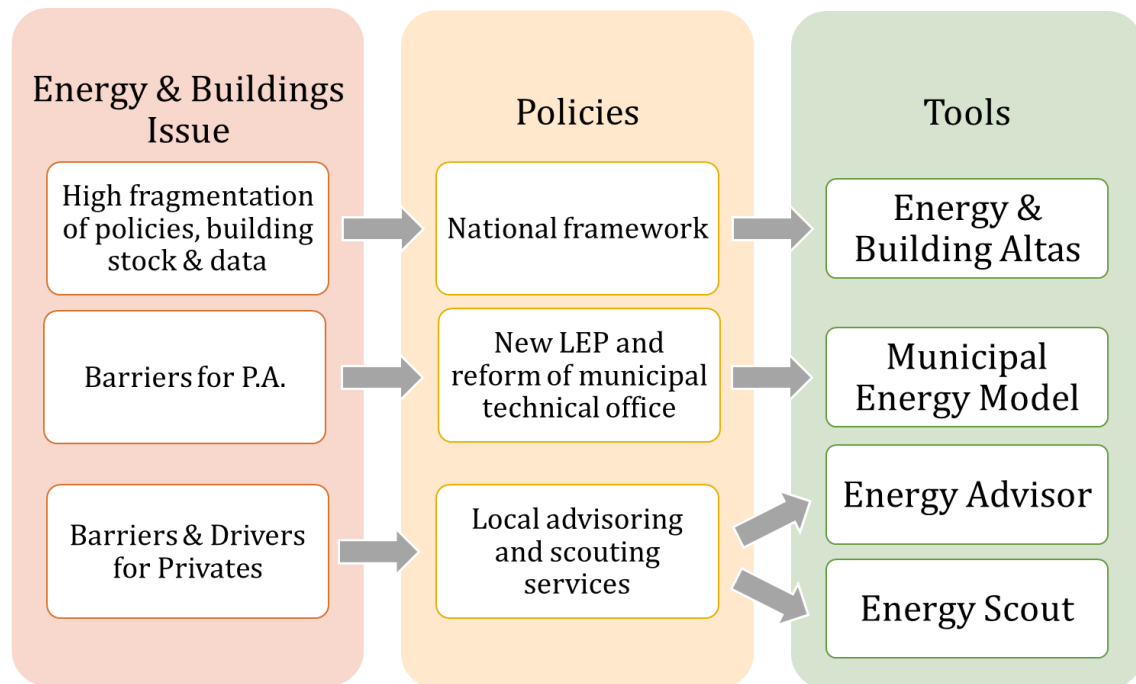 Energy & Buildings
Issue
High fragmentation
of policies, building
stock & data
Barriers for P.A.
Barriers & Drivers
for Privates
Policies
National framework
New LEP and
reform of municipal
technical office
Local advisoring
and scouting
services
Tools
Energy &
Building Altas
Municipal
Energy Model
Energy Advisor
Energy Scout